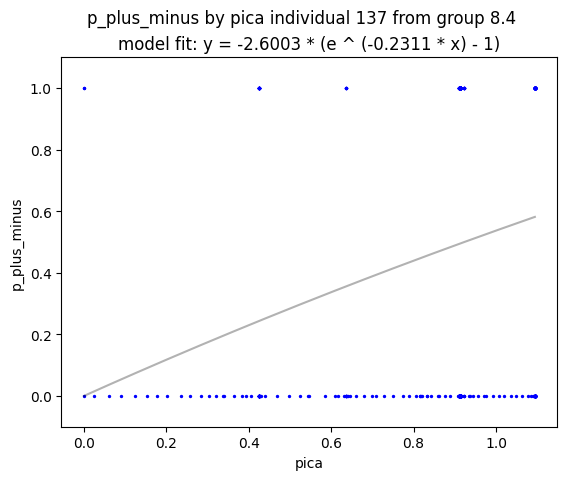 p_plus_minus by pica individual 137 from group 8.4
model fit: y = -2.6003 * (e ^ (-0.2311 * x) - 1)
1.0
0.8
0.6
0.4
0.2
0.0
p_plus_minus
0.0 0.2 0.4 0.6 0.8 1.0
pica